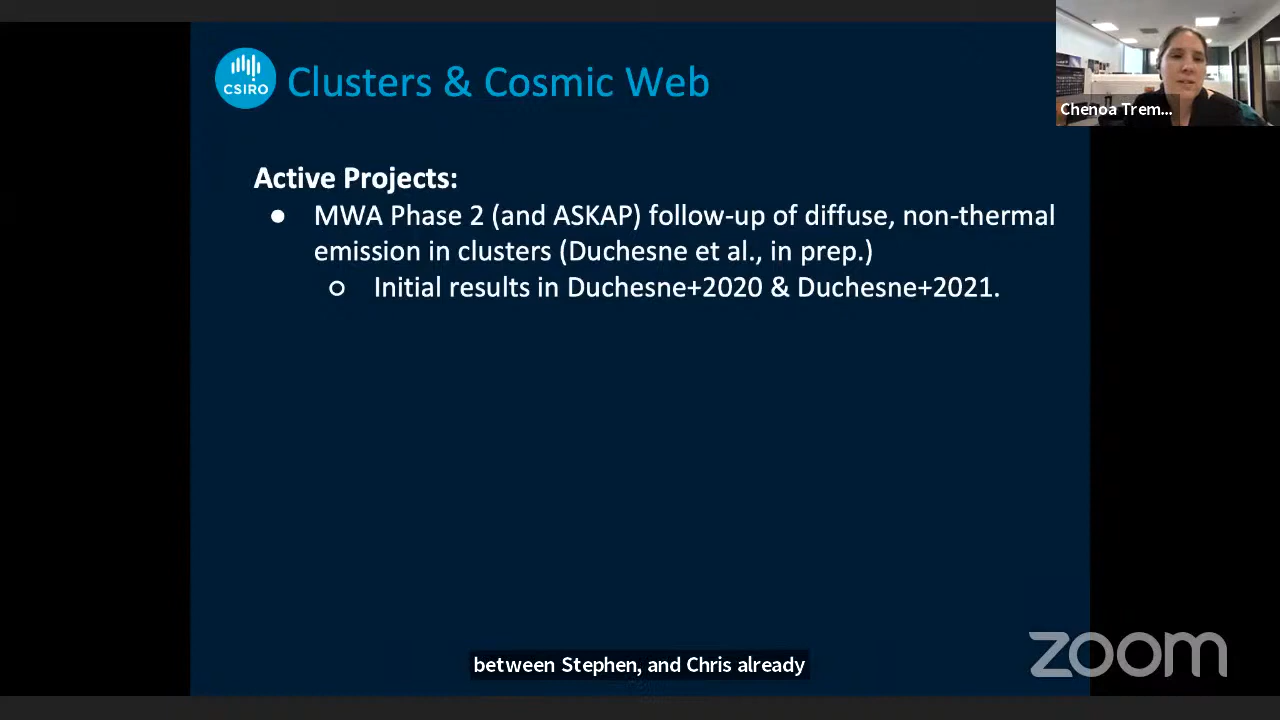 CSIRO
Clusters & Cosmic Web
Chenoa Trem...
Active Projects:
● MWA Phase 2 (and ASKAP) follow-up of diffuse, non-thermal
emission in clusters (Duchesne et al., in prep.)
○ Initial results in Duchesne+2020 & Duchesne+2021.
between Stephen, and Chris already
zoom